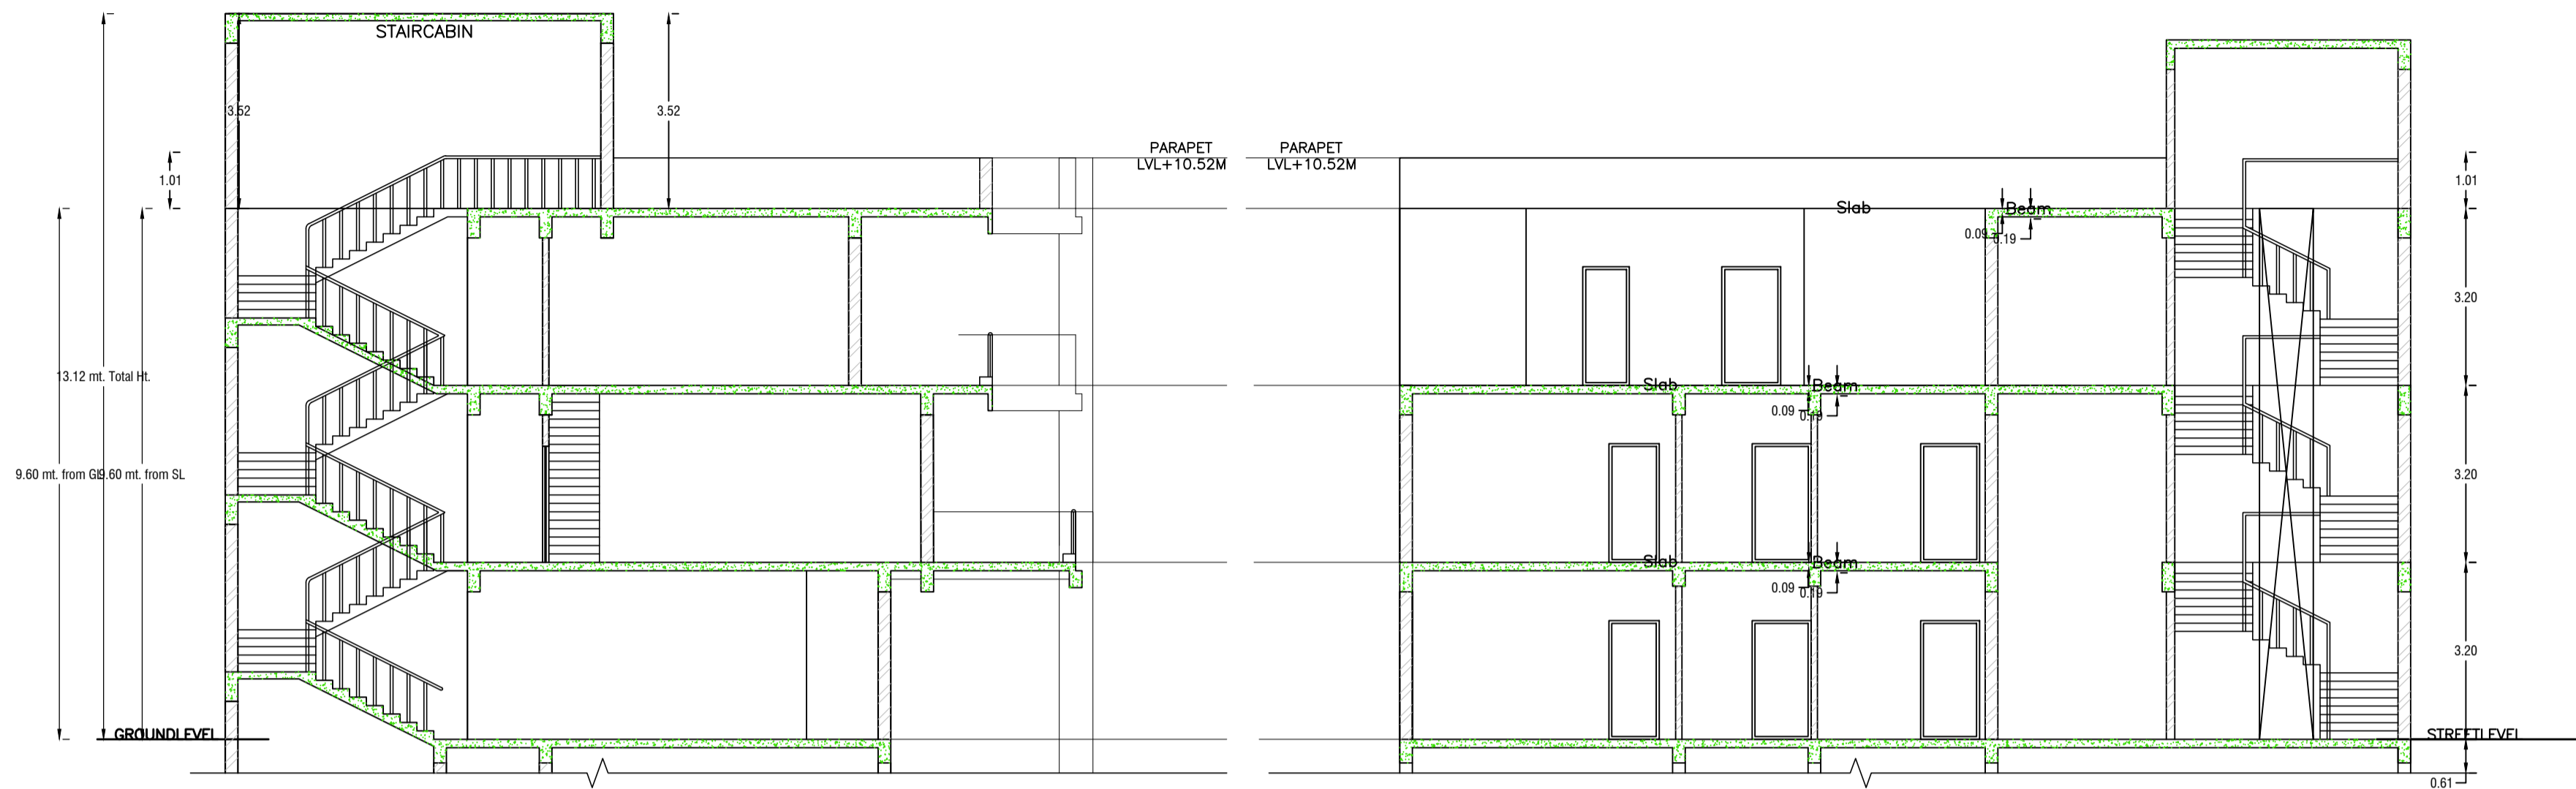 STAIRCABIN
3.52
3.52
1.01
PARAPET
LVL+10.52M
13.12 mt. Total Ht.
9.60 mt. from GL
9.60 mt. from SL
GROUNDLEVEL
PARAPET
LVL+10.52M
Slab
Beam
0.09
0.19
1.01
3.20
Slab
Beam
0.09
0.19
3.20
Slab
Beam
0.09
0.19
3.20
STREETLEVEL
0.61